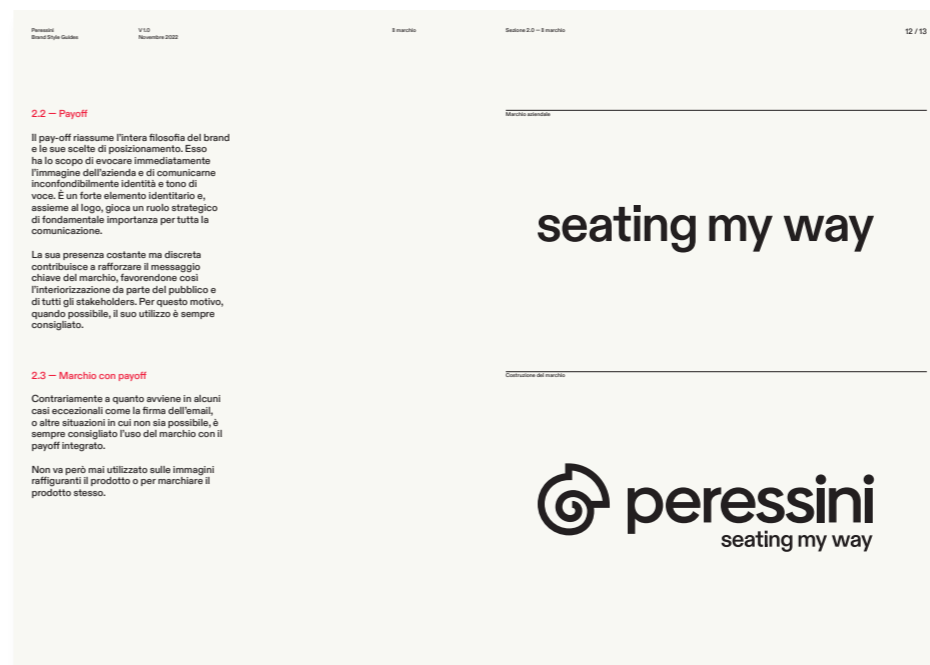 Peressini
Brand Style Guides
V 1.0
Novembre 2022
Il marchio
Sezione 2.0 — Il marchio
12 / 13
2.2 — Payoff
Il pay-off riassume l'intera filosofia del brand
e le sue scelte di posizionamento. Esso
ha lo scopo di evocare immediatamente
l'immagine dell'azienda e di comunicarne
inconfondibilmente identità e tono di
voce. È un forte elemento identitario e,
assieme al logo, gioca un ruolo strategico
di fondamentale importanza per tutta la
comunicazione.
La sua presenza costante ma discreta
contribuisce a rafforzare il messaggio
chiave del marchio, favorendone così
l'interiorizzazione da parte del pubblico e
di tutti gli stakeholders. Per questo motivo,
quando possibile, il suo utilizzo è sempre
consigliato.
2.3 — Marchio con payoff
Contrariamente a quanto avviene in alcuni
casi eccezionali come la firma dell'email,
o altre situazioni in cui non sia possibile, è
sempre consigliato l'uso del marchio con il
payoff integrato.
Non va però mai utilizzato sulle immagini
raffiguranti il prodotto o per marchiare il
prodotto stesso.
Marchio aziendale
seating my way
Costruzione del marchio
peressini
seating my way